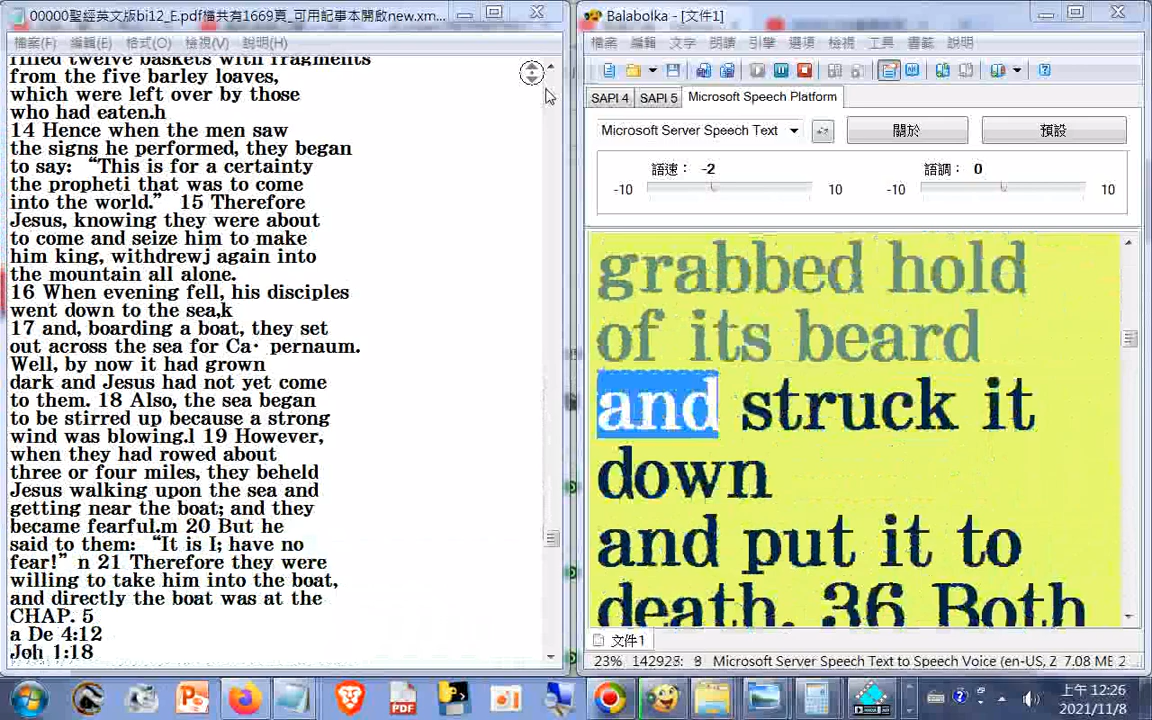 00000聖經英文版bi12_E.pdf檔共有1669頁_可用記事本開啟new.xm...
檔案(F) 編輯(E) 格式(O) 檢視(V) 說明(H)
filled twelve baskets with fragments
from the five barley loaves,
which were left over by those
who had eaten.h
14 Hence when the men saw
the signs he performed, they began
to say: “This is for a certainty
the propheti that was to come
into the world.” 15 Therefore
Jesus, knowing they were about
to come and seize him to make
him king, withdrewj again into
the mountain all alone.
16 When evening fell, his disciples
went down to the sea,k
17 and, boarding a boat, they set
out across the sea for Ca· pernaum.
Well, by now it had grown
dark and Jesus had not yet come
to them. 18 Also, the sea began
to be stirred up because a strong
wind was blowing.l 19 However,
when they had rowed about
three or four miles, they beheld
Jesus walking upon the sea and
getting near the boat; and they
became fearful.m 20 But he
said to them: “It is I; have no
fear!” n 21 Therefore they were
willing to take him into the boat,
and directly the boat was at the
CHAP. 5
a De 4:12
Joh 1:18
Balabolka - [文件1]
檔案 編輯 文字 朗讀 引擎 選項 檢視 工具 書籤 說明
SAPI 4 SAPI 5 Microsoft Speech Platform
Microsoft Server Speech Text 關於 預設
語速： -2 語調： 0
-10 10 -10 10
grabbed hold
of its beard
and struck it
down
and put it to
death. 36 Both
文件1
23% 142923: 8 Microsoft Server Speech Text to Speech Voice (en-US, Z 7.08 MB 2
PDF
上午 12:26
2021/11/8